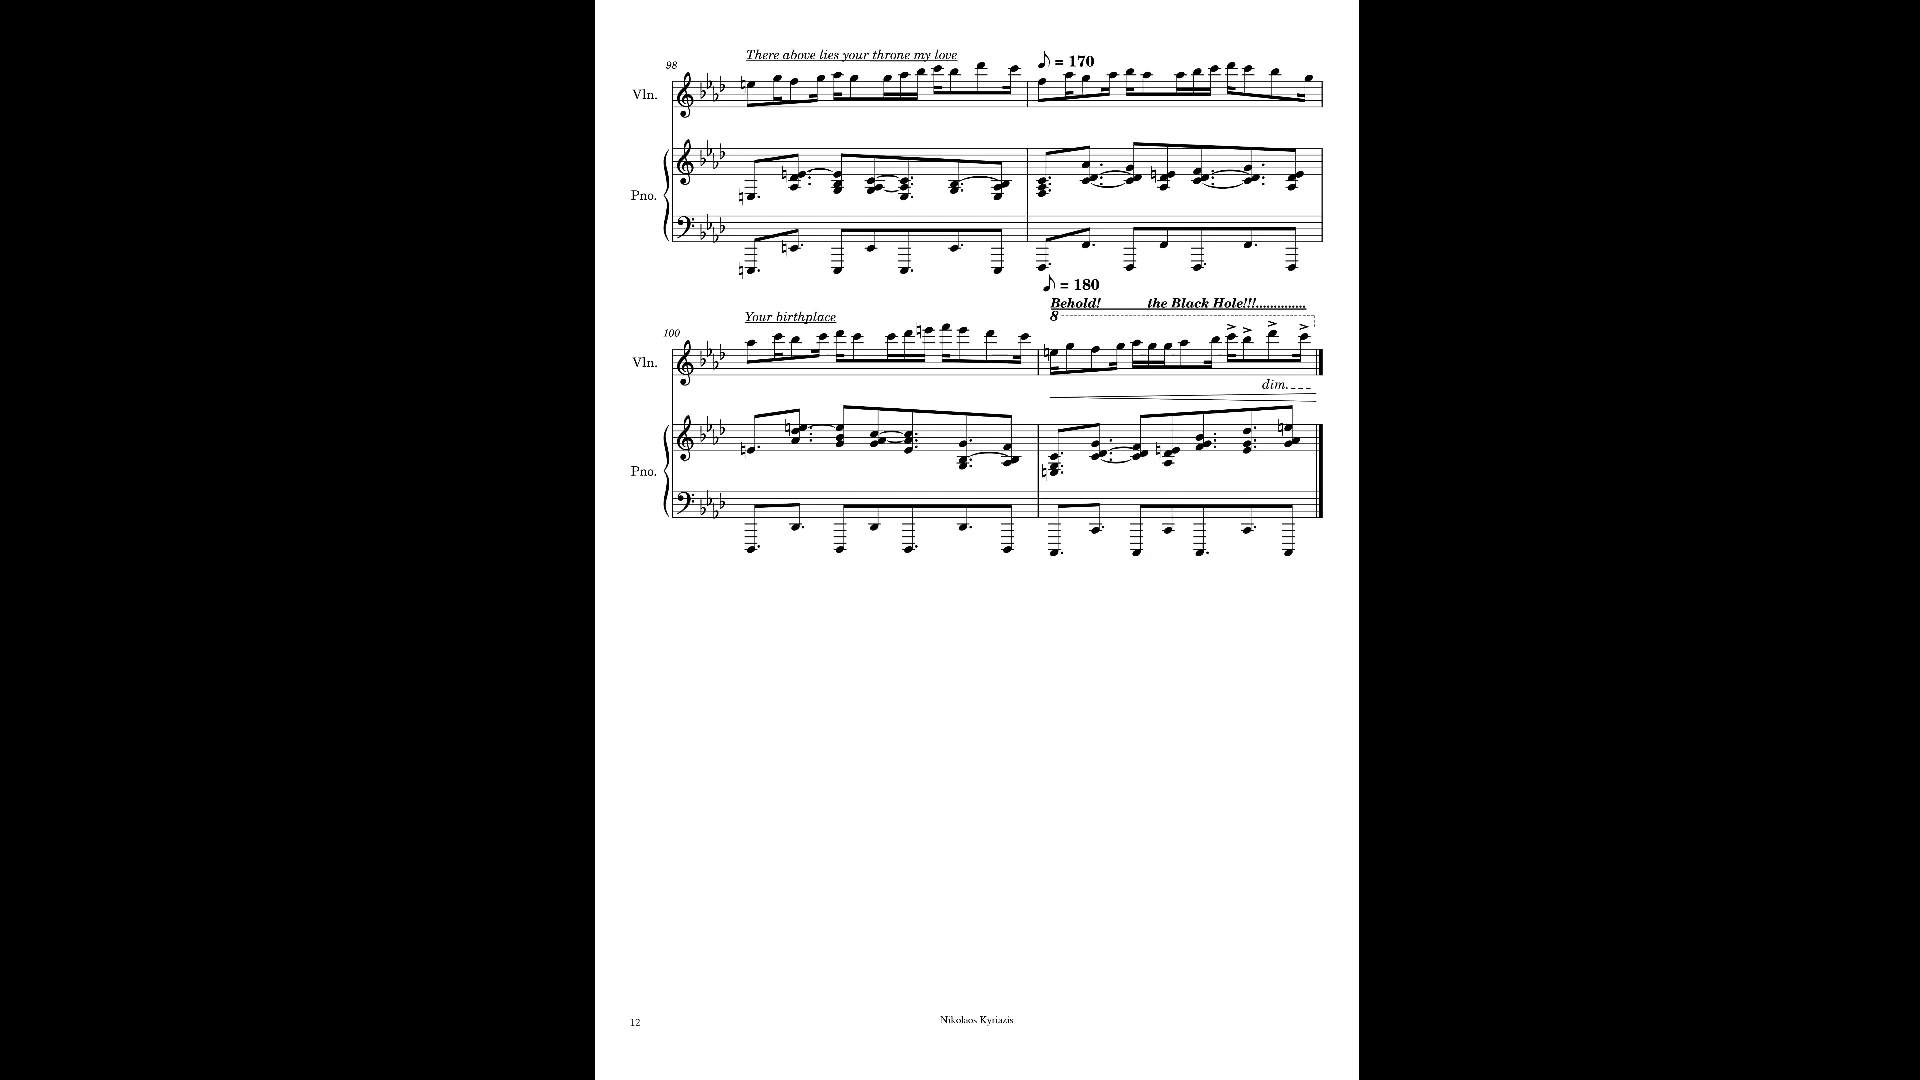 There above lies your throne my love
98
♪ = 170
Vln.
Pno.
♪ = 180
Behold! the Black Hole!!!..............
Your birthplace
8
100
Vln.
dim.
Pno.
12
Nikolaos Kyriazis